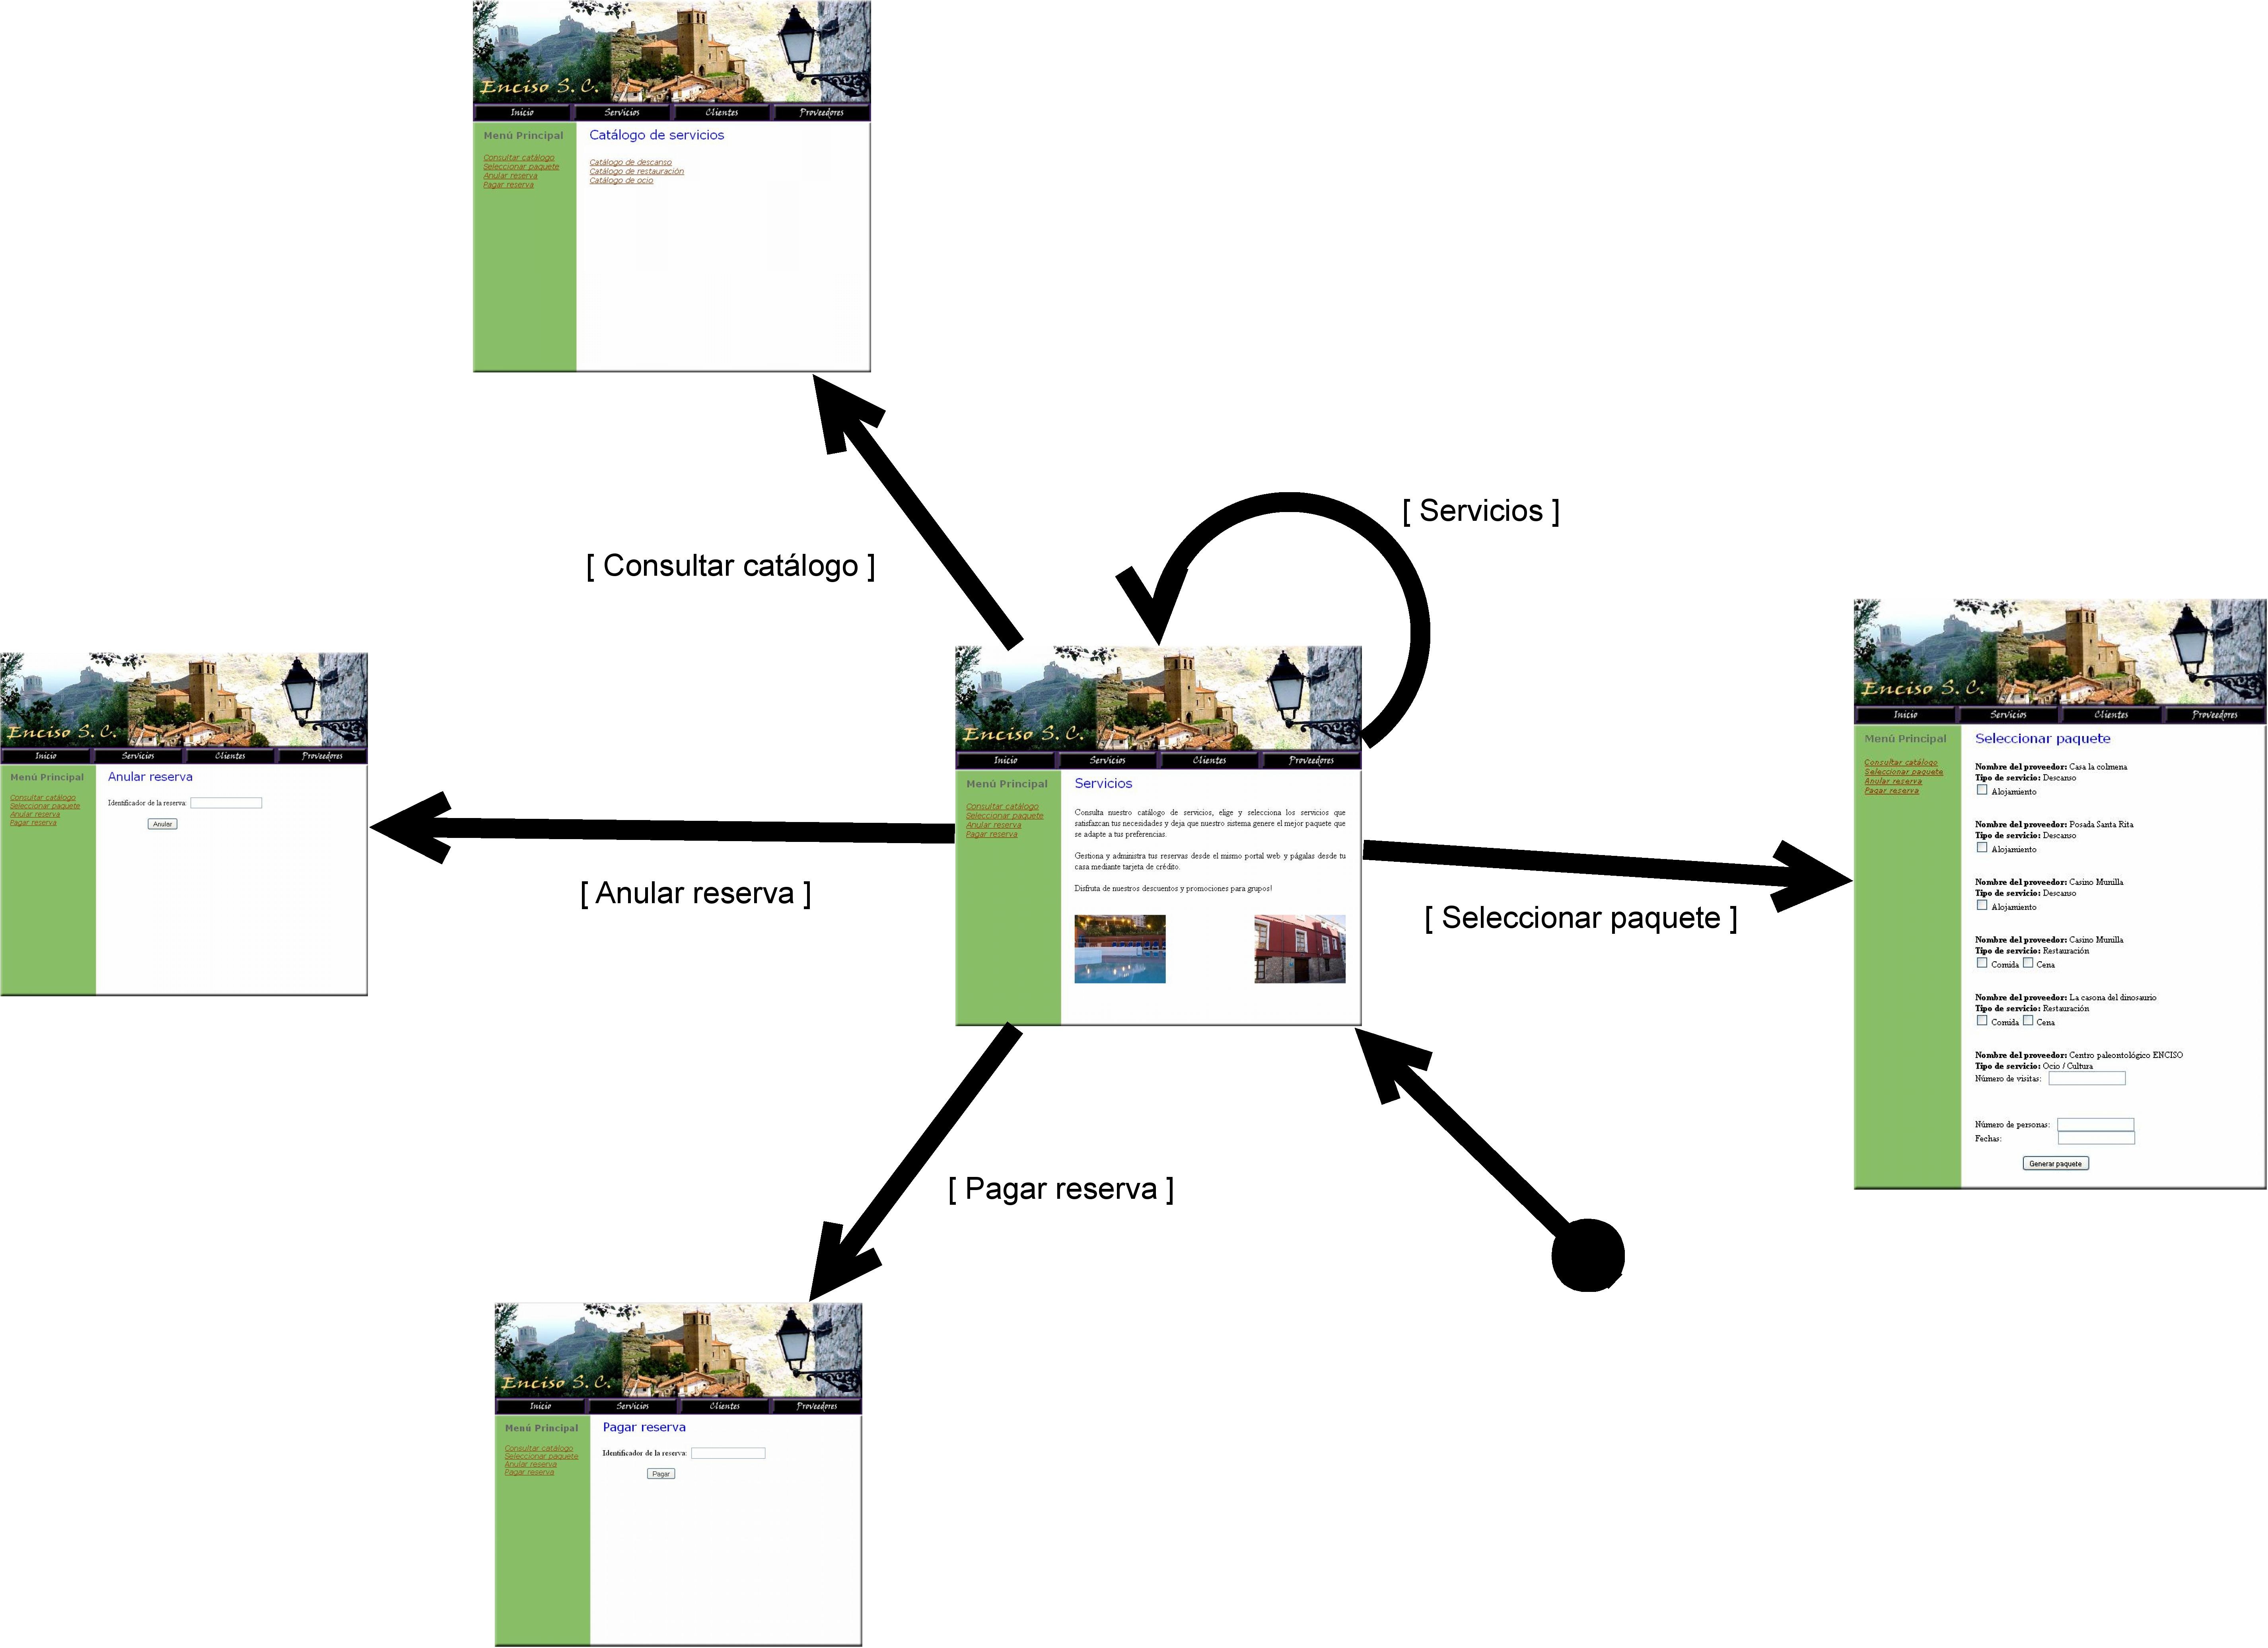 Enciso S. C.
Inicio Servicios Clientes Proveedores
Menú Principal
Consultar catálogo
Seleccionar paquete
Anular reserva
Pagar reserva
Catálogo de servicios
Catálogo de descanso
Catálogo de restauración
Catálogo de ocio
[ Servicios ]
[ Consultar catálogo ]
Enciso S. C.
Inicio Servicios Clientes Proveedores
Menú Principal
Consultar catálogo
Seleccionar paquete
Anular reserva
Pagar reserva
Anular reserva
Identificador de la reserva:
Anular
[ Anular reserva ]
Enciso S. C.
Inicio Servicios Clientes Proveedores
Menú Principal
Consultar catálogo
Seleccionar paquete
Anular reserva
Pagar reserva
Servicios
Consulta nuestro catálogo de servicios, elige y selecciona los servicios que
satisfazcan tus necesidades y deja que nuestro sistema genere el mejor paquete que
se adapte a tus preferencias.
Gestiona y administra tus reservas desde el mismo portal web y págalas desde tu
casa mediante tarjeta de crédito.
Disfruta de nuestros descuentos y promociones para grupos!
[ Seleccionar paquete ]
Enciso S. C.
Inicio Servicios Clientes Proveedores
Menú Principal
Consultar catálogo
Seleccionar paquete
Anular reserva
Pagar reserva
Seleccionar paquete
Nombre del proveedor: Casa la colmena
Tipo de servicio: Descanso
Alojamiento
Nombre del proveedor: Posada Santa Rita
Tipo de servicio: Descanso
Alojamiento
Nombre del proveedor: Casino Munilla
Tipo de servicio: Descanso
Alojamiento
Nombre del proveedor: Casino Munilla
Tipo de servicio: Restauración
Comida Cena
Nombre del proveedor: La casona del dinosaurio
Tipo de servicio: Restauración
Comida Cena
Nombre del proveedor: Centro paleontológico ENCISO
Tipo de servicio: Ocio / Cultura
Número de visitas:
Número de personas:
Fechas:
Generar paquete
[ Pagar reserva ]
Enciso S. C.
Inicio Servicios Clientes Proveedores
Menú Principal
Consultar catálogo
Seleccionar paquete
Anular reserva
Pagar reserva
Pagar reserva
Identificador de la reserva:
Pagar